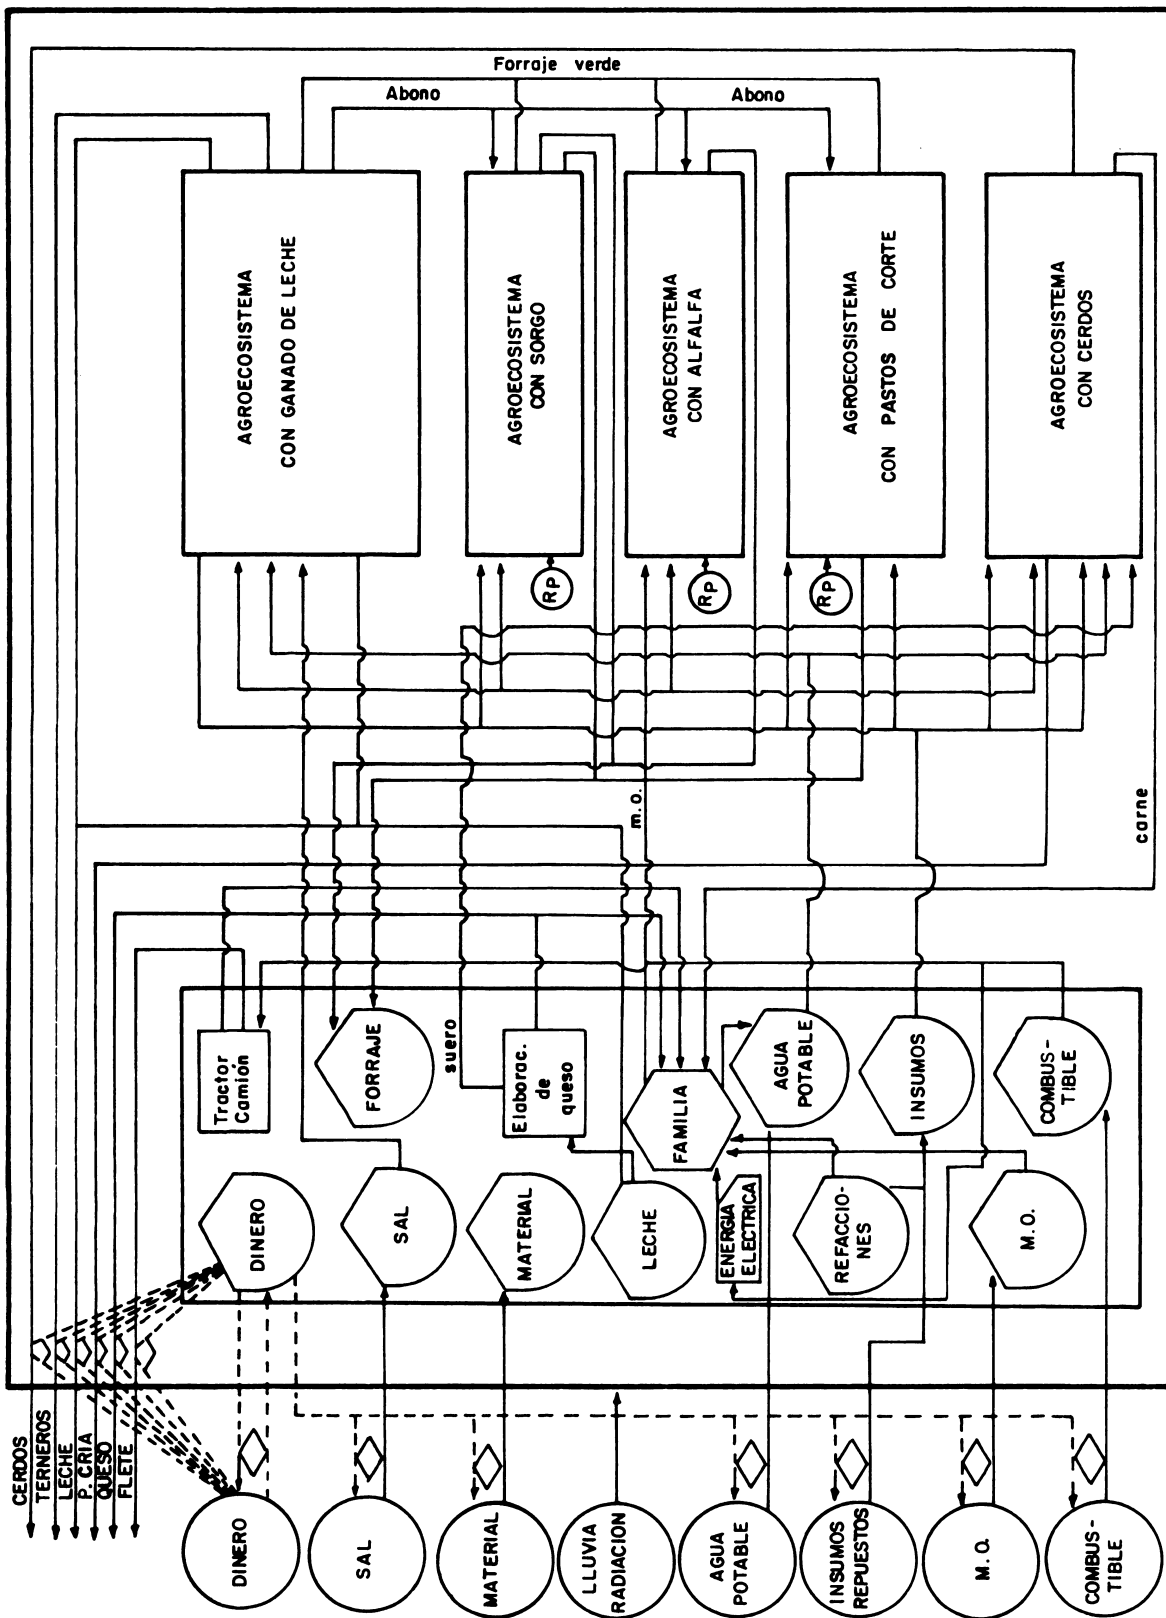 Forraje verde
Abono
Abono
AGROECOSISTEMA
CON GANADO DE LECHE
AGROECOSISTEMA
CON SORGO
AGROECOSISTEMA
CON ALFALFA
AGROECOSISTEMA
CON PASTOS DE CORTE
AGROECOSISTEMA
CON CERDOS
RP
RP
RP
m.o.
carne
suero
Tractor
Camión
FORRAJE
Elaborac.
de
queso
FAMILIA
AGUA
POTABLE
INSUMOS
COMBUS-
TIBLE
DINERO
SAL
MATERIAL
LECHE
ENERGIA
ELECTRICA
REFACCIO-
NES
M.O.
CERDOS
TERNEROS
LECHE
P. CRIA
QUESO
FLETE
DINERO
SAL
MATERIAL
LLUVIA
RADIACION
AGUA
POTABLE
INSUMOS
REPUESTOS
M. O.
COMBUS-
TIBLE